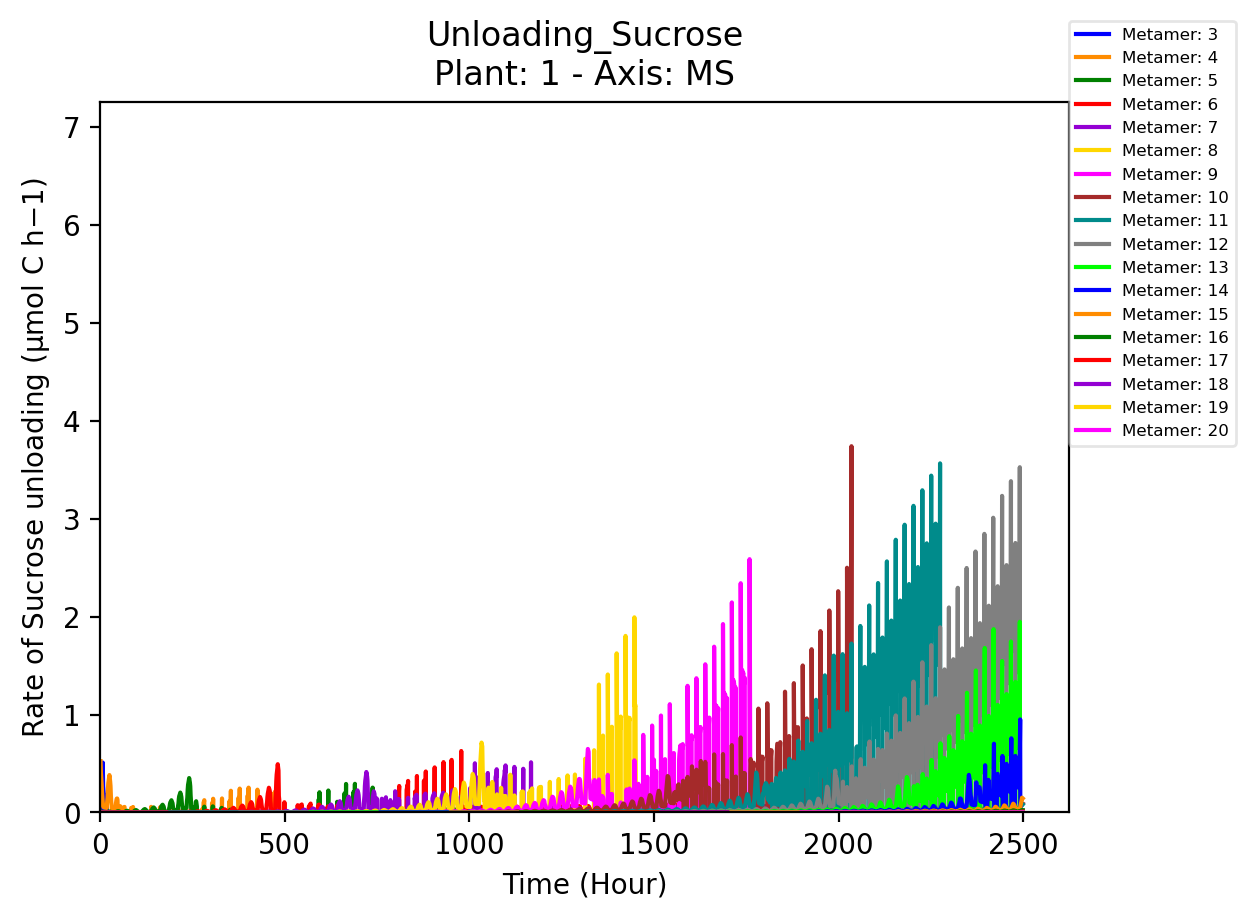 Unloading_Sucrose
Plant: 1 - Axis: MS
Metamer: 3
Metamer: 4
Metamer: 5
Metamer: 6
Metamer: 7
Metamer: 8
Metamer: 9
Metamer: 10
Metamer: 11
Metamer: 12
Metamer: 13
Metamer: 14
Metamer: 15
Metamer: 16
Metamer: 17
Metamer: 18
Metamer: 19
Metamer: 20
Rate of Sucrose unloading (µmol C h−1)
7
6
5
4
3
2
1
0
0 500 1000 1500 2000 2500
Time (Hour)